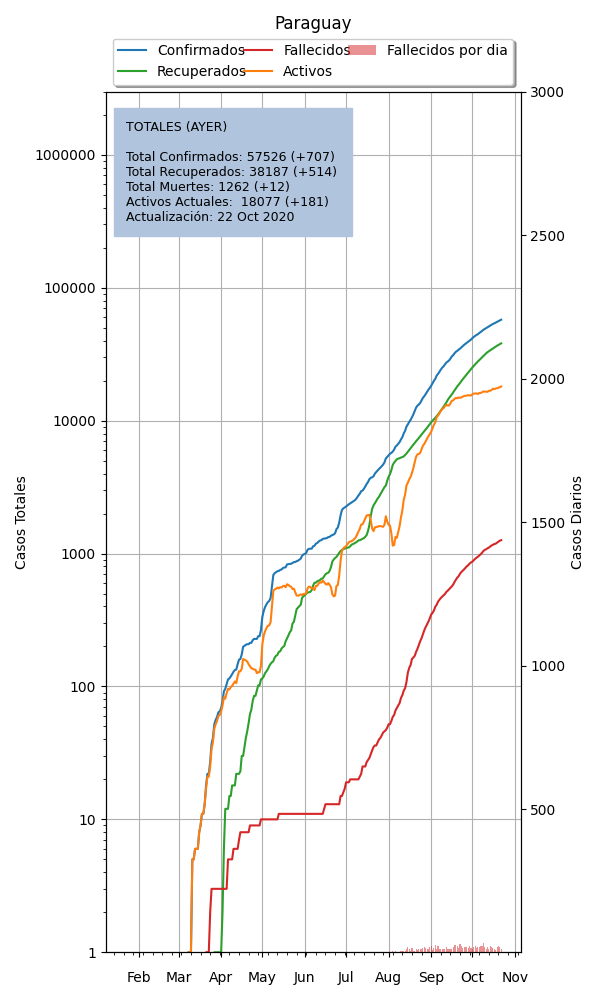 Paraguay
Confirmados
Recuperados
Fallecidos
Activos
Fallecidos por dia
TOTALES (AYER)
Total Confirmados: 57526 (+707)
Total Recuperados: 38187 (+514)
Total Muertes: 1262 (+12)
Activos Actuales:  18077 (+181)
Actualización: 22 Oct 2020
Casos Totales
1000000
100000
10000
1000
100
10
1
3000
2500
2000
1500
1000
500
Casos Diarios
Feb Mar Apr May Jun Jul Aug Sep Oct Nov